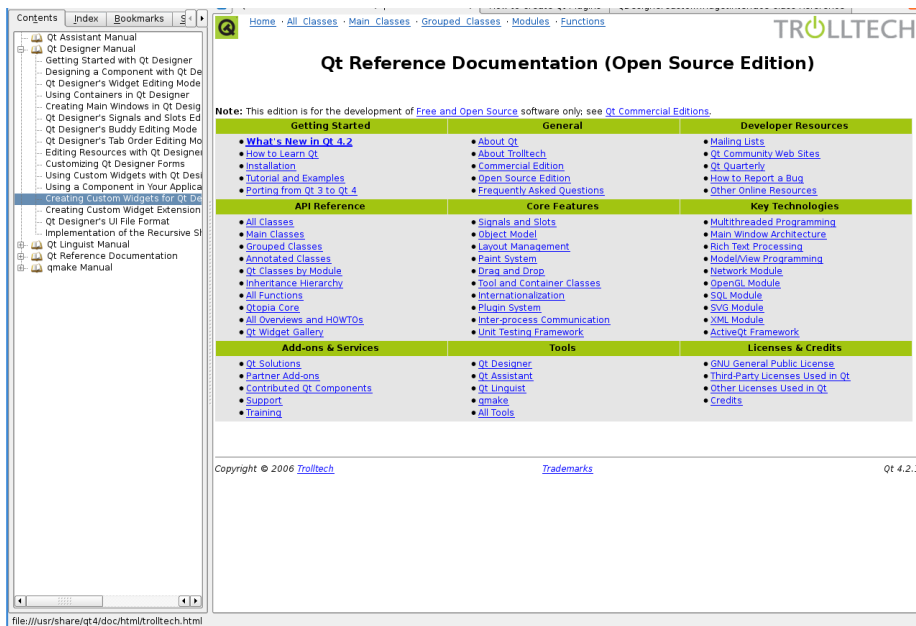 Contents Index Bookmarks S
Qt Assistant Manual
Qt Designer Manual
Getting Started with Qt Designer
Designing a Component with Qt De
Qt Designer's Widget Editing Mode
Using Containers in Qt Designer
Creating Main Windows in Qt Desig
Qt Designer's Signals and Slots Ed
Qt Designer's Buddy Editing Mode
Qt Designer's Tab Order Editing Mo
Editing Resources with Qt Designer
Customizing Qt Designer Forms
Using Custom Widgets with Qt Desi
Using a Component in Your Applica
Creating Custom Widgets for Qt De
Creating Custom Widget Extension
Qt Designer's UI File Format
Implementation of the Recursive Sh
Qt Linguist Manual
Qt Reference Documentation
qmake Manual
Home · All Classes · Main Classes · Grouped Classes · Modules · Functions
TROLLTECH
Qt Reference Documentation (Open Source Edition)
Note: This edition is for the development of Free and Open Source software only; see Qt Commercial Editions.
Getting Started
What's New in Qt 4.2
How to Learn Qt
Installation
Tutorial and Examples
Porting from Qt 3 to Qt 4
General
About Qt
About Trolltech
Commercial Edition
Open Source Edition
Frequently Asked Questions
Developer Resources
Mailing Lists
Qt Community Web Sites
Qt Quarterly
How to Report a Bug
Other Online Resources
API Reference
All Classes
Main Classes
Grouped Classes
Annotated Classes
Qt Classes by Module
Inheritance Hierarchy
All Functions
Qtopia Core
All Overviews and HOWTOs
Qt Widget Gallery
Core Features
Signals and Slots
Object Model
Layout Management
Paint System
Drag and Drop
Tool and Container Classes
Internationalization
Plugin System
Inter-process Communication
Unit Testing Framework
Key Technologies
Multithreaded Programming
Main Window Architecture
Rich Text Processing
Model/View Programming
Network Module
OpenGL Module
SQL Module
SVG Module
XML Module
ActiveQt Framework
Add-ons & Services
Qt Solutions
Partner Add-ons
Contributed Qt Components
Support
Training
Tools
Qt Designer
Qt Assistant
Qt Linguist
qmake
All Tools
Licenses & Credits
GNU General Public License
Third-Party Licenses Used in Qt
Other Licenses Used in Qt
Credits
Copyright © 2006 Trolltech Trademarks Qt 4.2.
file:///usr/share/qt4/doc/html/trolltech.html